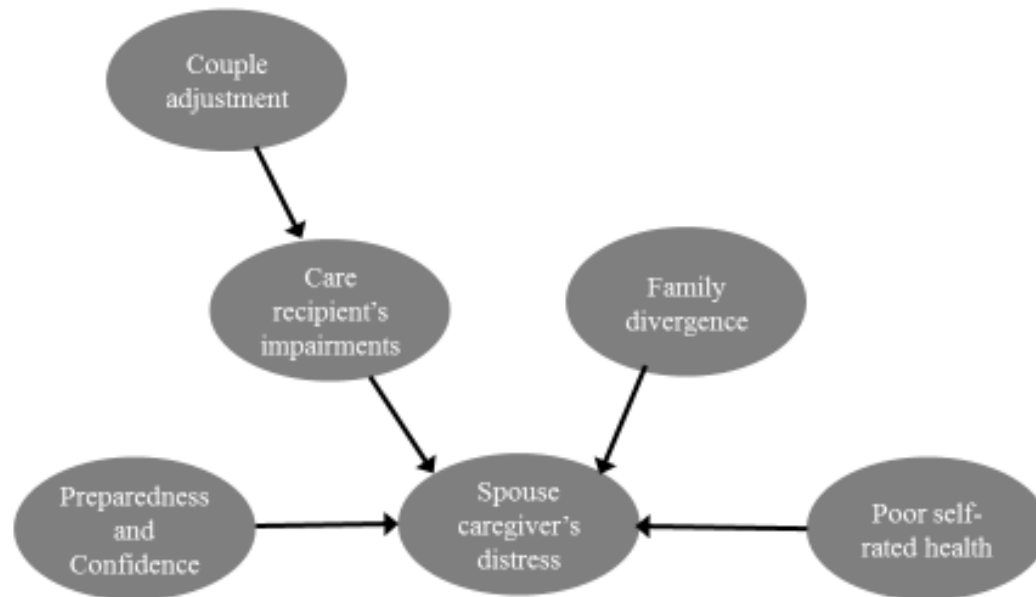 Couple
adjustment
Care
recipient's
impairments
Family
divergence
Preparedness
and
Confidence
Spouse
caregiver's
distress
Poor self-
rated health